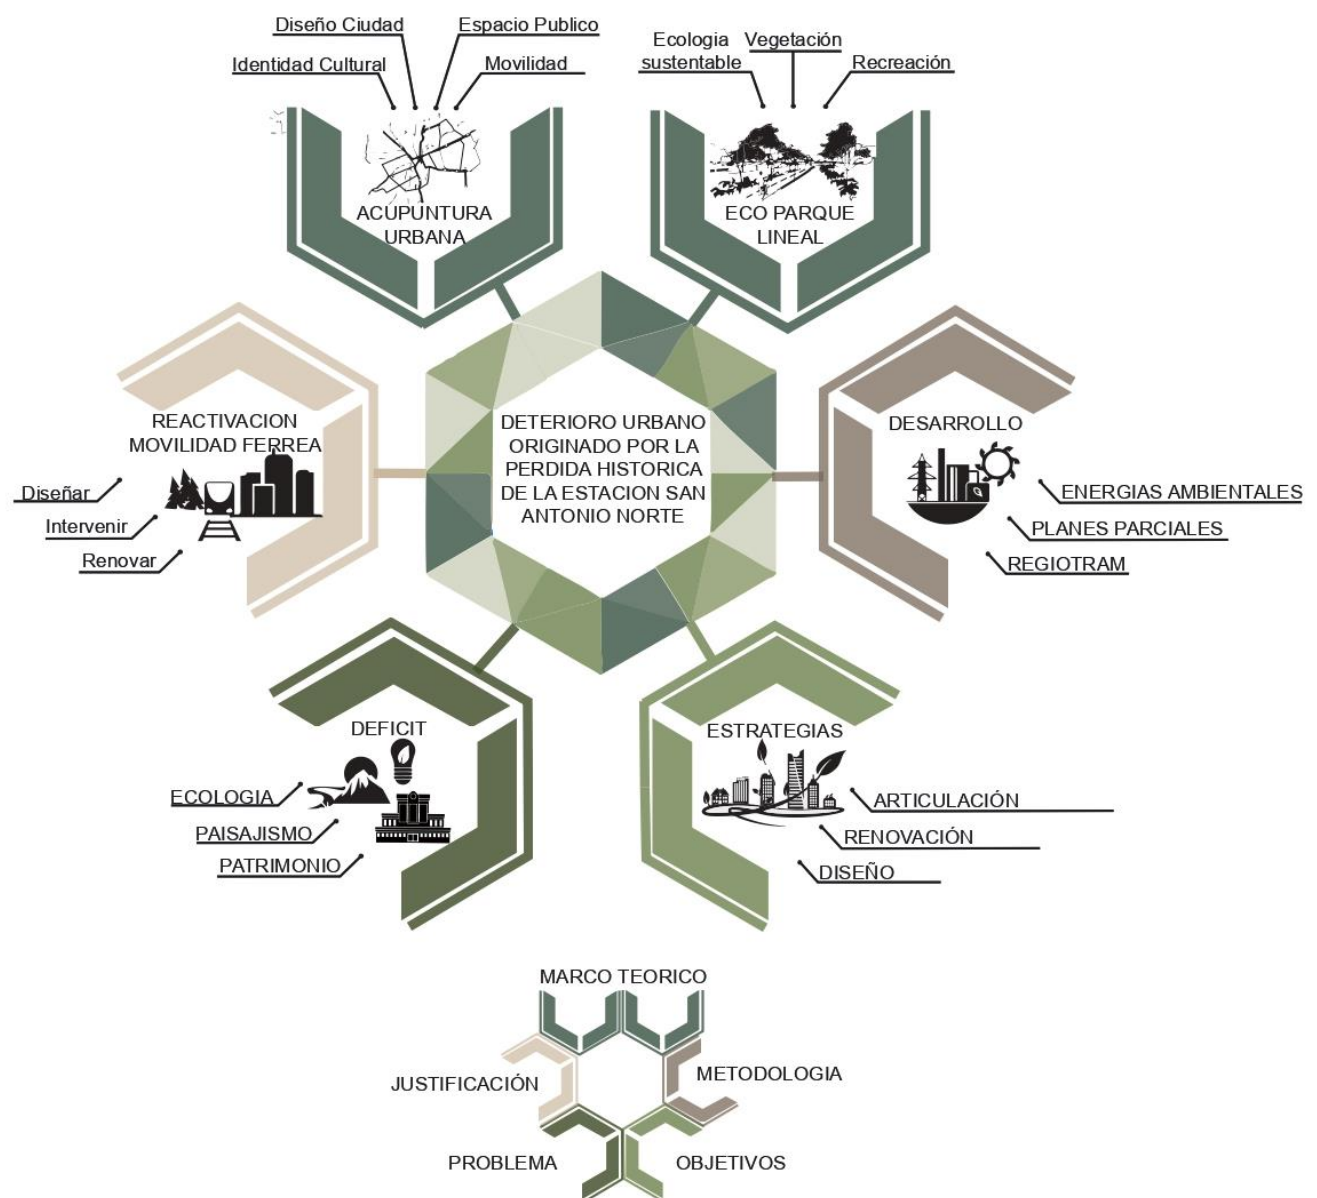 Diseño Ciudad
Espacio Publico
Identidad Cultural
Movilidad
Ecologia
sustentable
Vegetación
Recreación
ACUPUNTURA
URBANA
ECO PARQUE
LINEAL
REACTIVACION
MOVILIDAD FERREA
Diseñar
Intervenir
Renovar
DETERIORO URBANO
ORIGINADO POR LA
PERDIDA HISTORICA
DE LA ESTACION SAN
ANTONIO NORTE
DESARROLLO
ENERGIAS AMBIENTALES
PLANES PARCIALES
REGIOTRAM
DEFICIT
ECOLOGIA
PAISAJISMO
PATRIMONIO
ESTRATEGIAS
ARTICULACIÓN
RENOVACIÓN
DISEÑO
MARCO TEORICO
JUSTIFICACIÓN
METODOLOGIA
PROBLEMA
OBJETIVOS